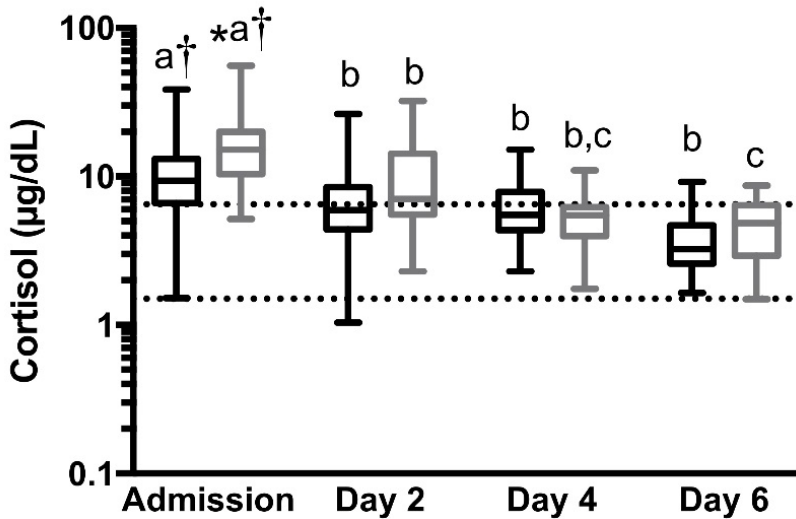 100
10
1
0.1
Cortisol (µg/dL)
a†
*a†
b
b
b
b,c
b
c
Admission
Day 2
Day 4
Day 6